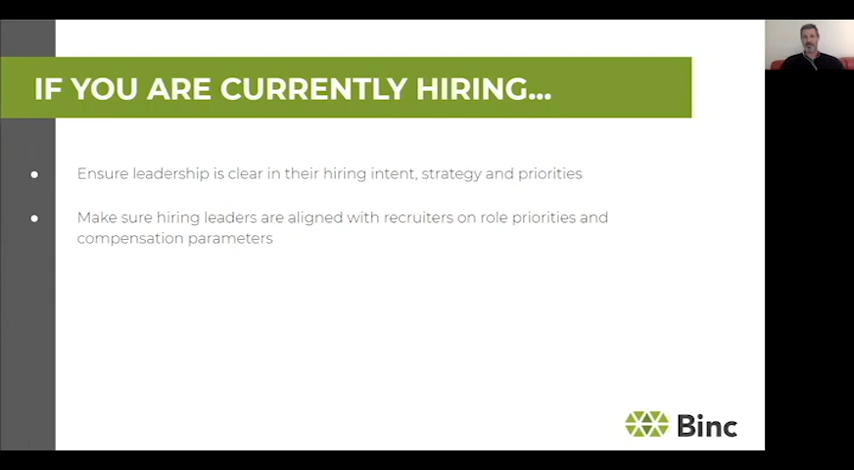 IF YOU ARE CURRENTLY HIRING...
Ensure leadership is clear in their hiring intent, strategy and priorities
Make sure hiring leaders are aligned with recruiters on role priorities and
compensation parameters
Binc